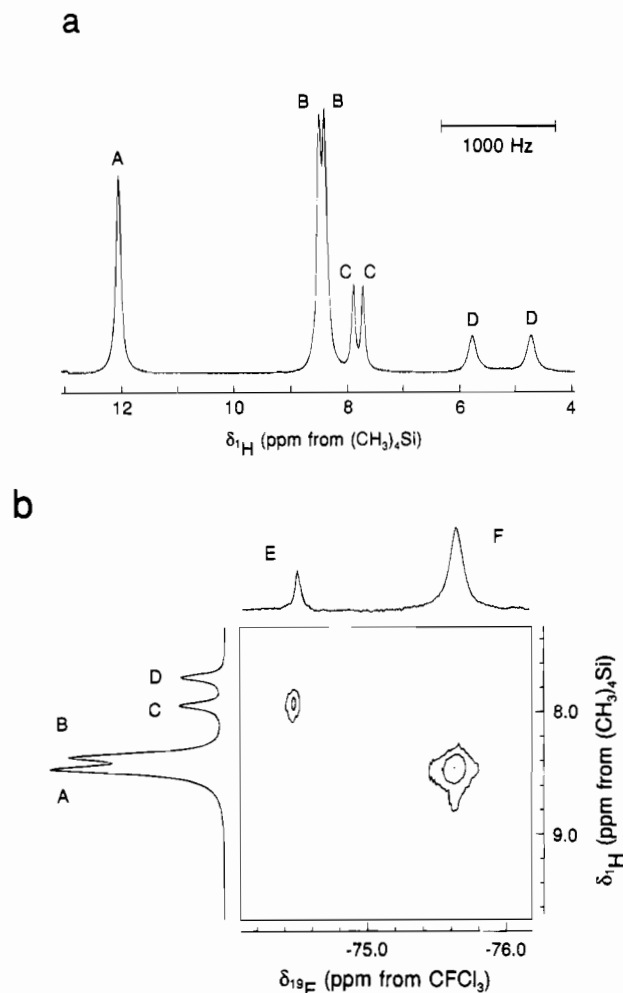 a
B B
A
1000 Hz
C C
D D
12 10 8 6 4
δ1H (ppm from (CH3)4Si)
b
E F
D
C
B
A
8.0
9.0
δ1H (ppm from (CH3)4Si)
-75.0 -76.0
δ19F (ppm from CFCl3)